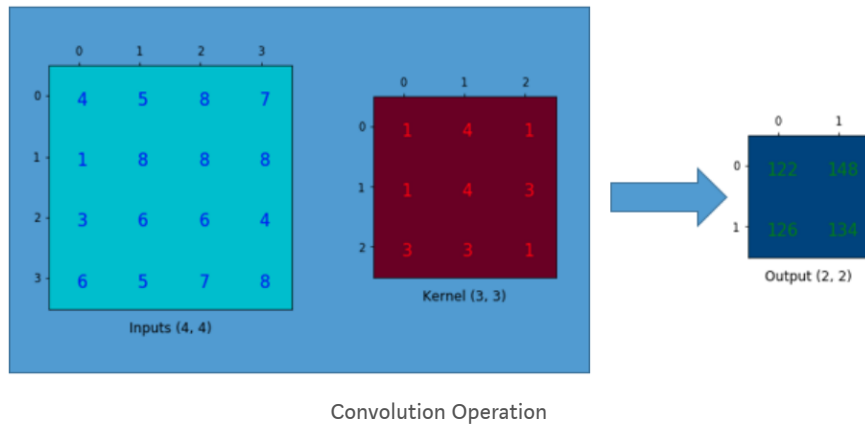 0 1 2 3
0 4 5 8 7
1 1 8 8 8
2 3 6 6 4
3 6 5 7 8
Inputs (4, 4)
0 1 2
0 1 4 1
1 1 4 3
2 3 3 1
Kernel (3, 3)
0 1
0 122 148
1 126 134
Output (2, 2)
Convolution Operation